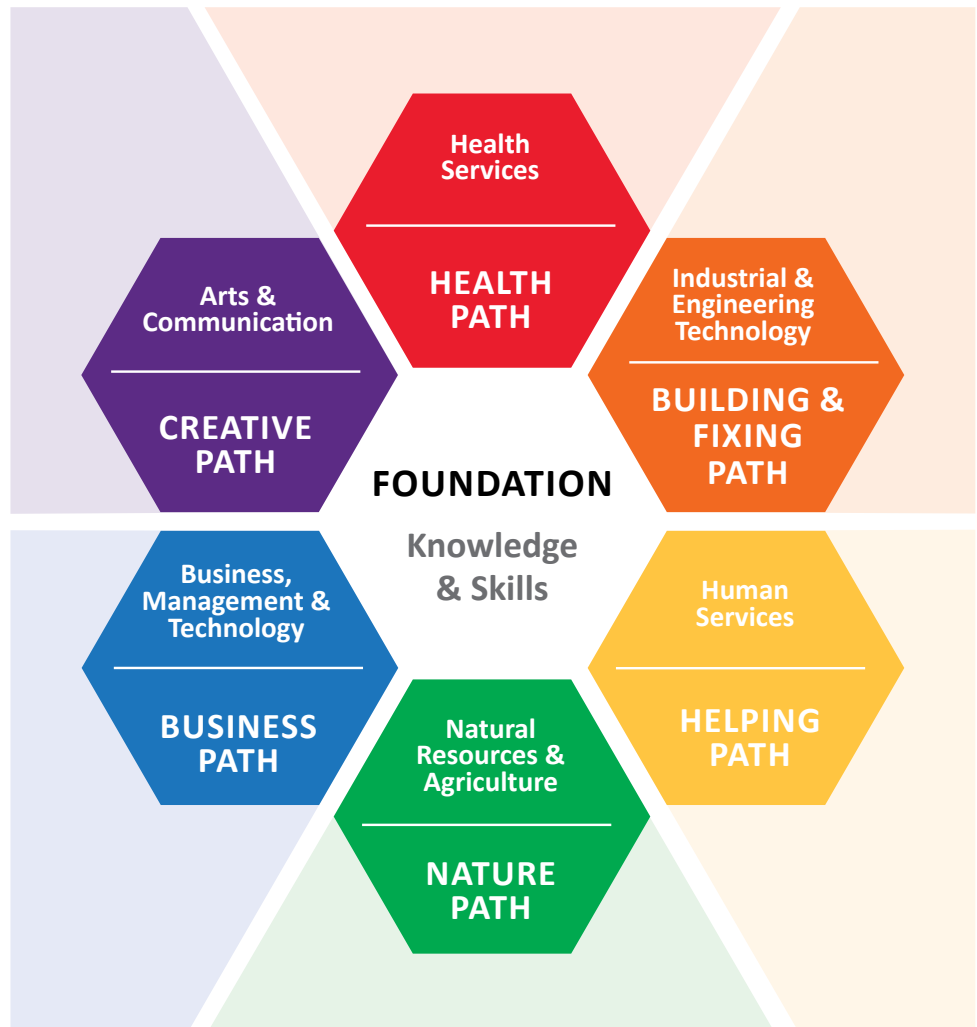 Health
Services
HEALTH
PATH
Arts &
Communication
CREATIVE
PATH
Industrial &
Engineering
Technology
BUILDING &
FIXING
PATH
FOUNDATION
Knowledge
& Skills
Business,
Management &
Technology
BUSINESS
PATH
Human
Services
HELPING
PATH
Natural
Resources &
Agriculture
NATURE
PATH